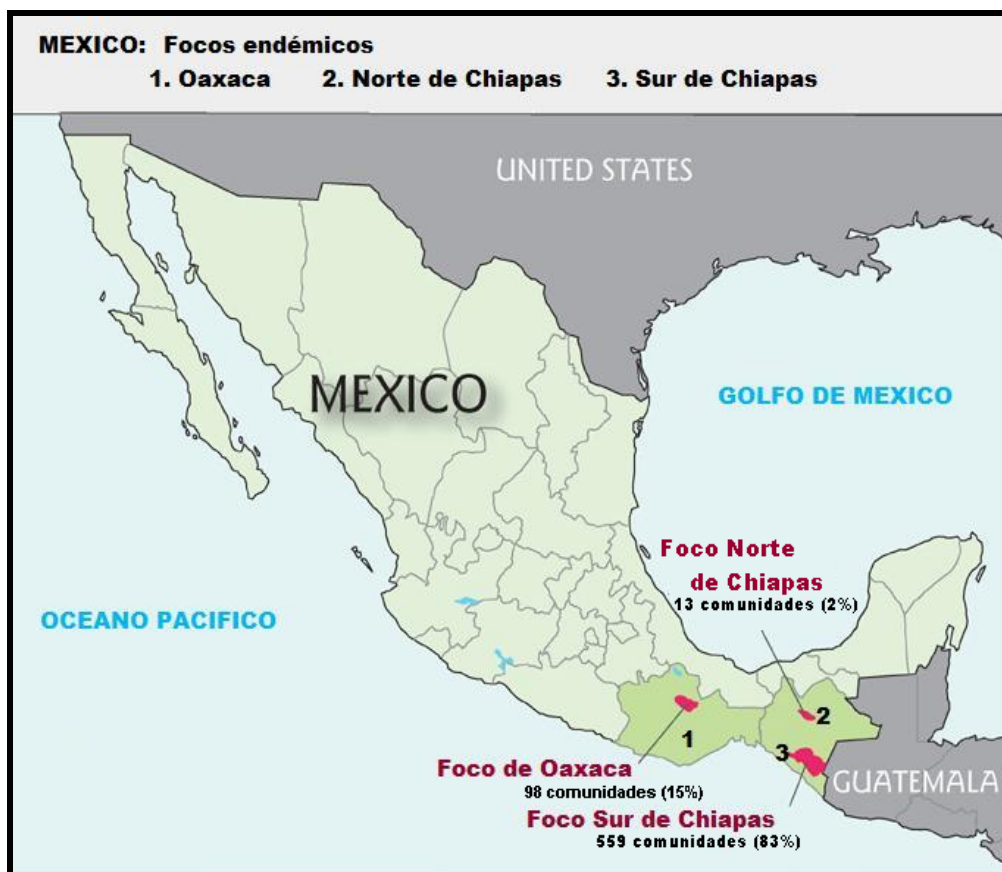 MEXICO: Focos endémicos
1. Oaxaca 2. Norte de Chiapas 3. Sur de Chiapas
UNITED STATES
MEXICO
GOLFO DE MEXICO
Foco Norte
de Chiapas
13 comunidades (2%)
OCEANO PACIFICO
2
1
3
Foco de Oaxaca
98 comunidades (15%)
GUATEMALA
Foco Sur de Chiapas
559 comunidades (83%)